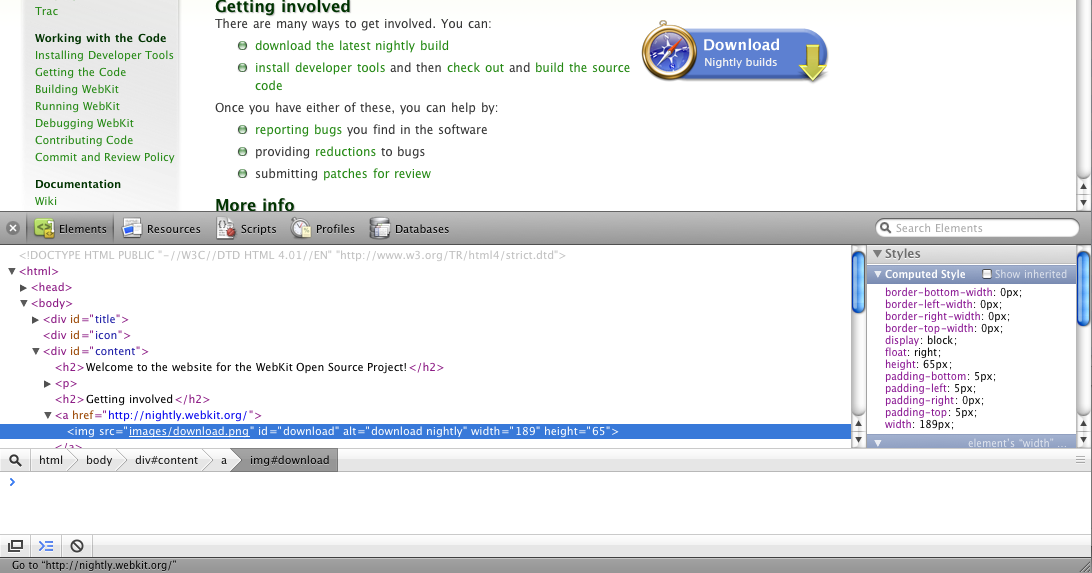 Trac
Working with the Code
Installing Developer Tools
Getting the Code
Building WebKit
Running WebKit
Debugging WebKit
Contributing Code
Commit and Review Policy
Documentation
Wiki
Getting involved
There are many ways to get involved. You can:
download the latest nightly build
install developer tools and then check out and build the source
code
Once you have either of these, you can help by:
reporting bugs you find in the software
providing reductions to bugs
submitting patches for review
More info
Download
Nightly builds
Elements
Resources
Scripts
Profiles
Databases
Search Elements
<!DOCTYPE HTML PUBLIC "-//W3C//DTD HTML 4.01//EN" "http://www.w3.org/TR/html4/strict.dtd">
<html>
<head>
<body>
<div id="title">
<div id="icon">
<div id="content">
<h2>Welcome to the website for the WebKit Open Source Project!</h2>
<p>
<h2>Getting involved</h2>
<a href="http://nightly.webkit.org/">
<img src="images/download.png" id="download" alt="download nightly" width="189" height="65">
</a>
Styles
Computed Style
Show inherited
border-bottom-width: 0px;
border-left-width: 0px;
border-right-width: 0px;
border-top-width: 0px;
display: block;
float: right;
height: 65px;
padding-bottom: 5px;
padding-left: 5px;
padding-right: 0px;
padding-top: 5px;
width: 189px;
element's "width" ...
html
body
div#content
a
img#download
Go to "http://nightly.webkit.org/"